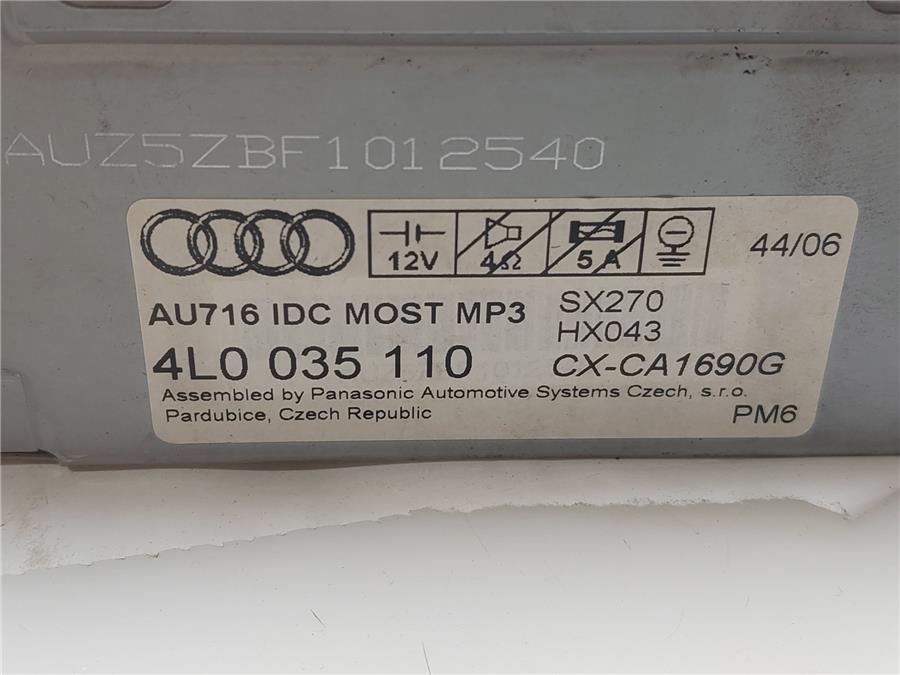 AUZ5ZBF1012540
12V 4Ω 5A 44/06
AU716 IDC MOST MP3 SX270
HX043
4L0 035 110 CX-CA1690G
Assembled by Panasonic Automotive Systems Czech, s.r.o.
Pardubice, Czech Republic PM6